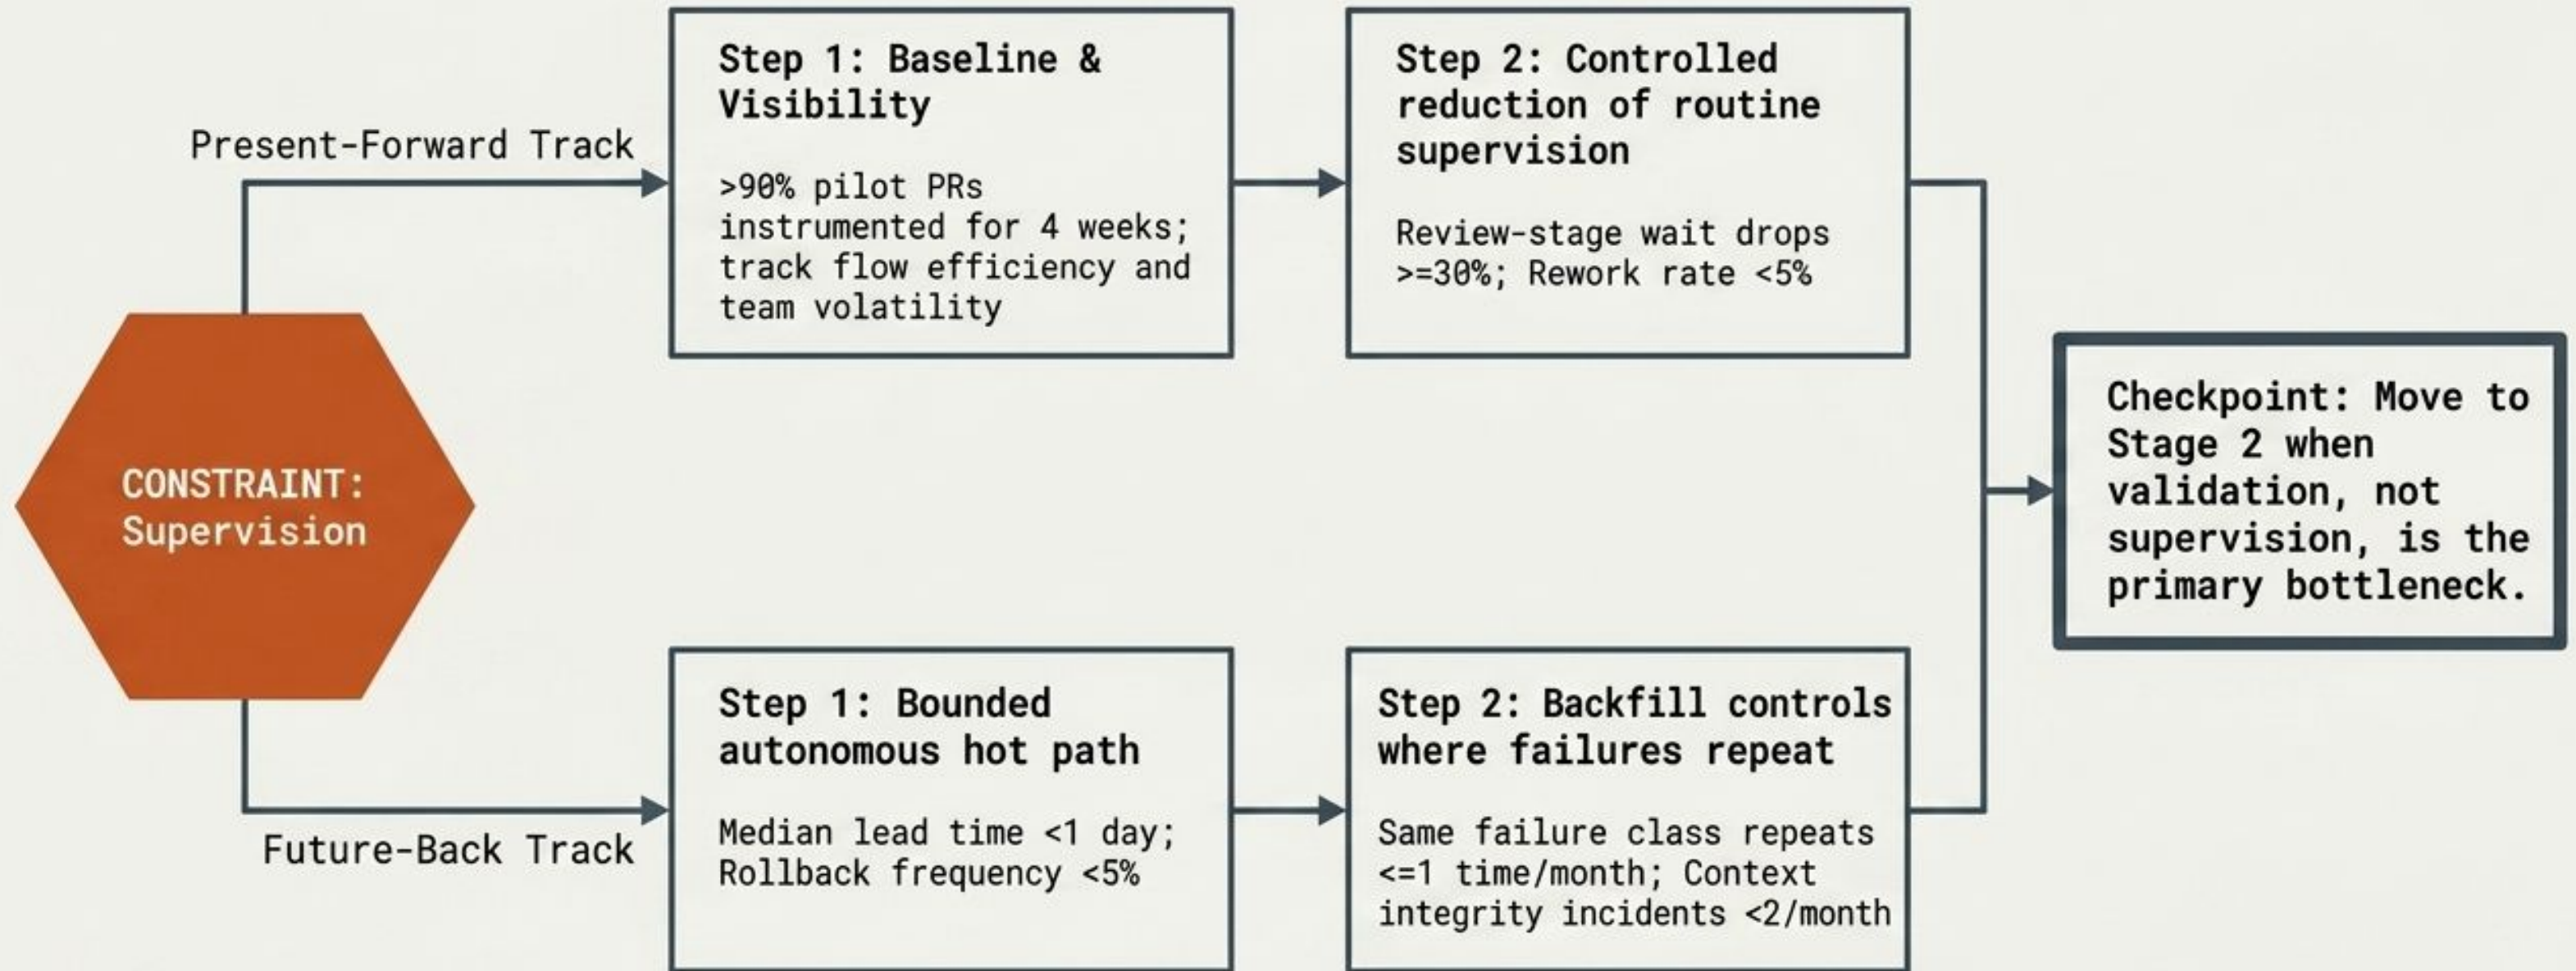 Present-Forward Track
Step 1: Baseline &
Visibility
>90% pilot PRs
instrumented for 4 weeks;
track flow efficiency and
team volatility
Step 2: Controlled
reduction of routine
supervision
Review-stage wait drops
>=30%; Rework rate <5%
CONSTRAINT:
Supervision
Checkpoint: Move to
Stage 2 when
validation, not
supervision, is the
primary bottleneck.
Future-Back Track
Step 1: Bounded
autonomous hot path
Median lead time <1 day;
Rollback frequency <5%
Step 2: Backfill controls
where failures repeat
Same failure class repeats
<=1 time/month; Context
integrity incidents <2/month